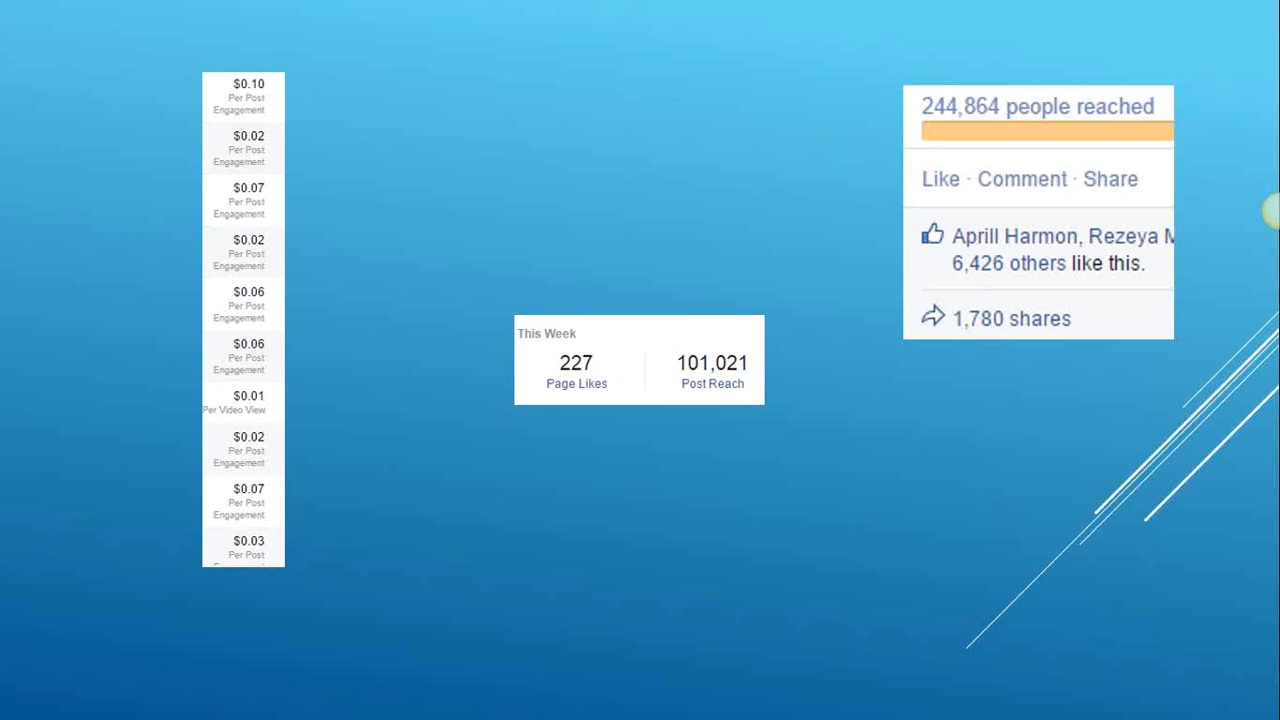 $0.10
Per Post
Engagement
$0.02
Per Post
Engagement
$0.07
Per Post
Engagement
$0.02
Per Post
Engagement
$0.06
Per Post
Engagement
$0.06
Per Post
Engagement
$0.01
Per Video View
$0.02
Per Post
Engagement
$0.07
Per Post
Engagement
$0.03
Per Post
This Week
227 101,021
Page Likes Post Reach
244,864 people reached
Like · Comment · Share
Aprill Harmon, Rezeya M
6,426 others like this.
1,780 shares